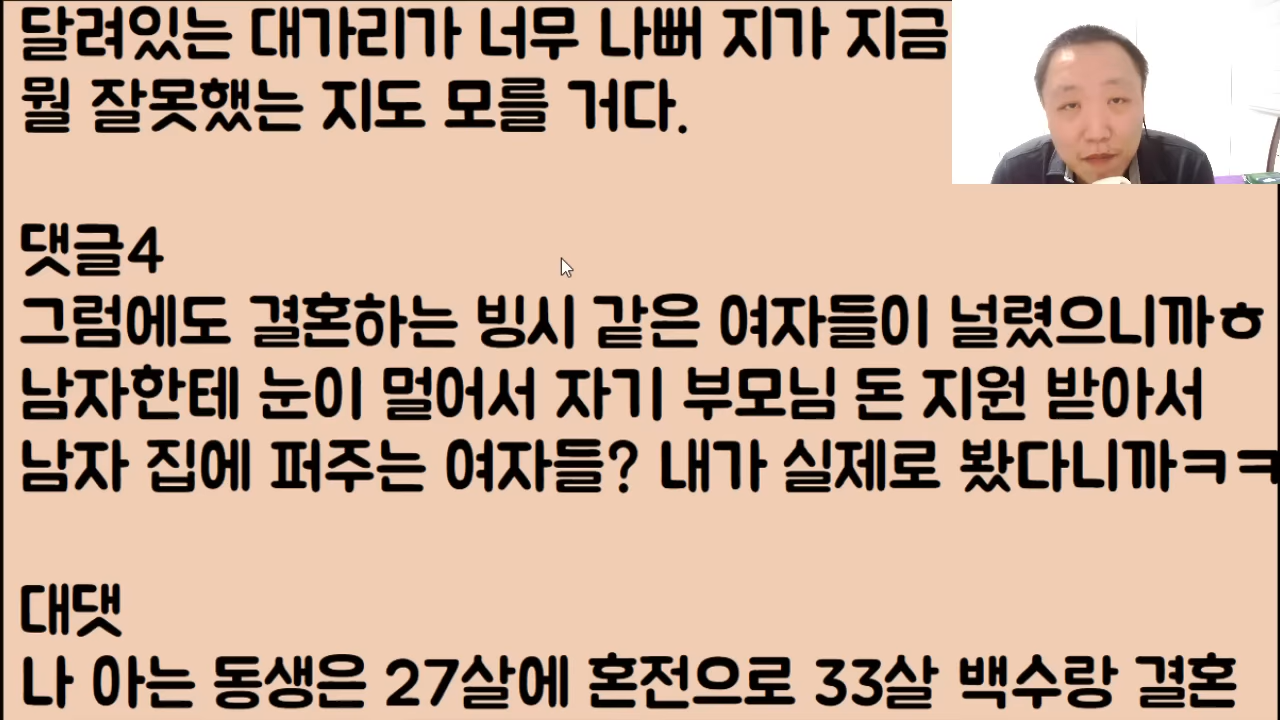 달려있는 대가리가 너무 나뻐 지가 지금
뭘 잘못했는 지도 모를 거다.
댓글4
그럼에도 결혼하는 빙시 같은 여자들이 널렸으니까ㅎ
남자한테 눈이 멀어서 자기 부모님 돈 지원 받아서
남자 집에 퍼주는 여자들? 내가 실제로 봤다니까ㅋㅋ
대댓
나 아는 동생은 27살에 혼전으로 33살 백수랑 결혼